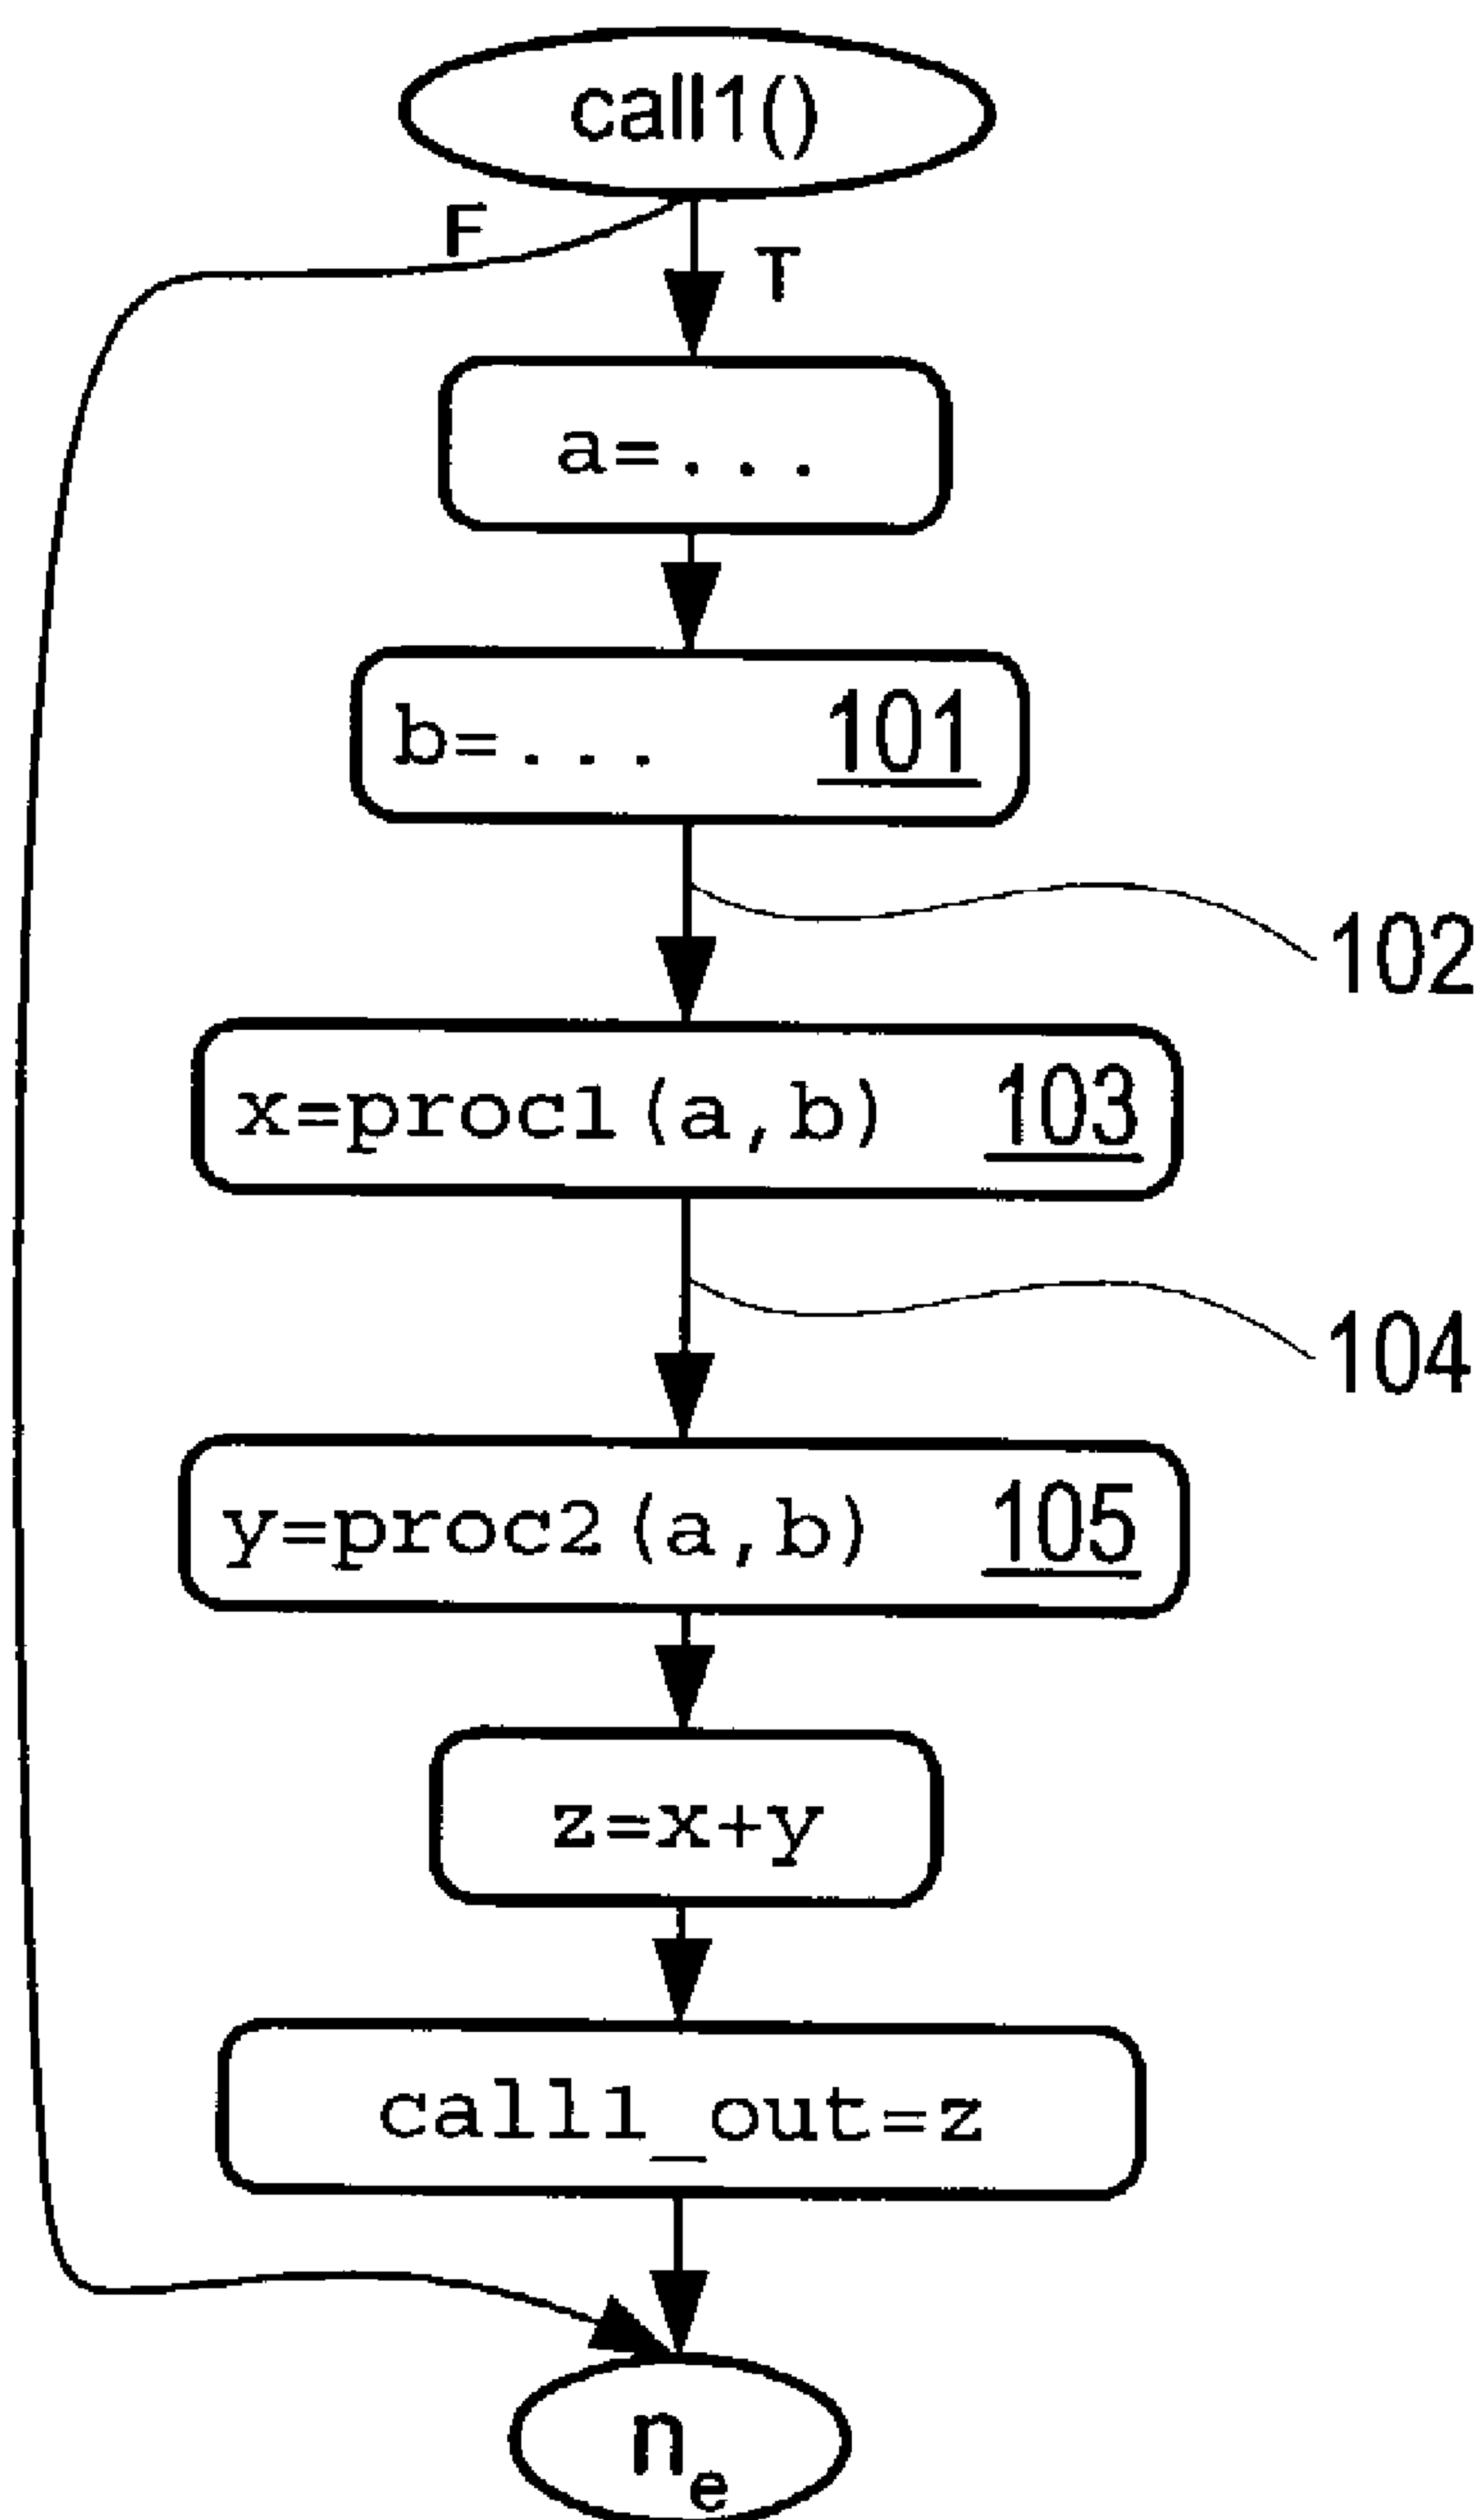 call1()
F
T
a=...
b=... 101
102
x=proc1(a,b) 103
104
y=proc2(a,b) 105
z=x+y
call1_out=z
ne